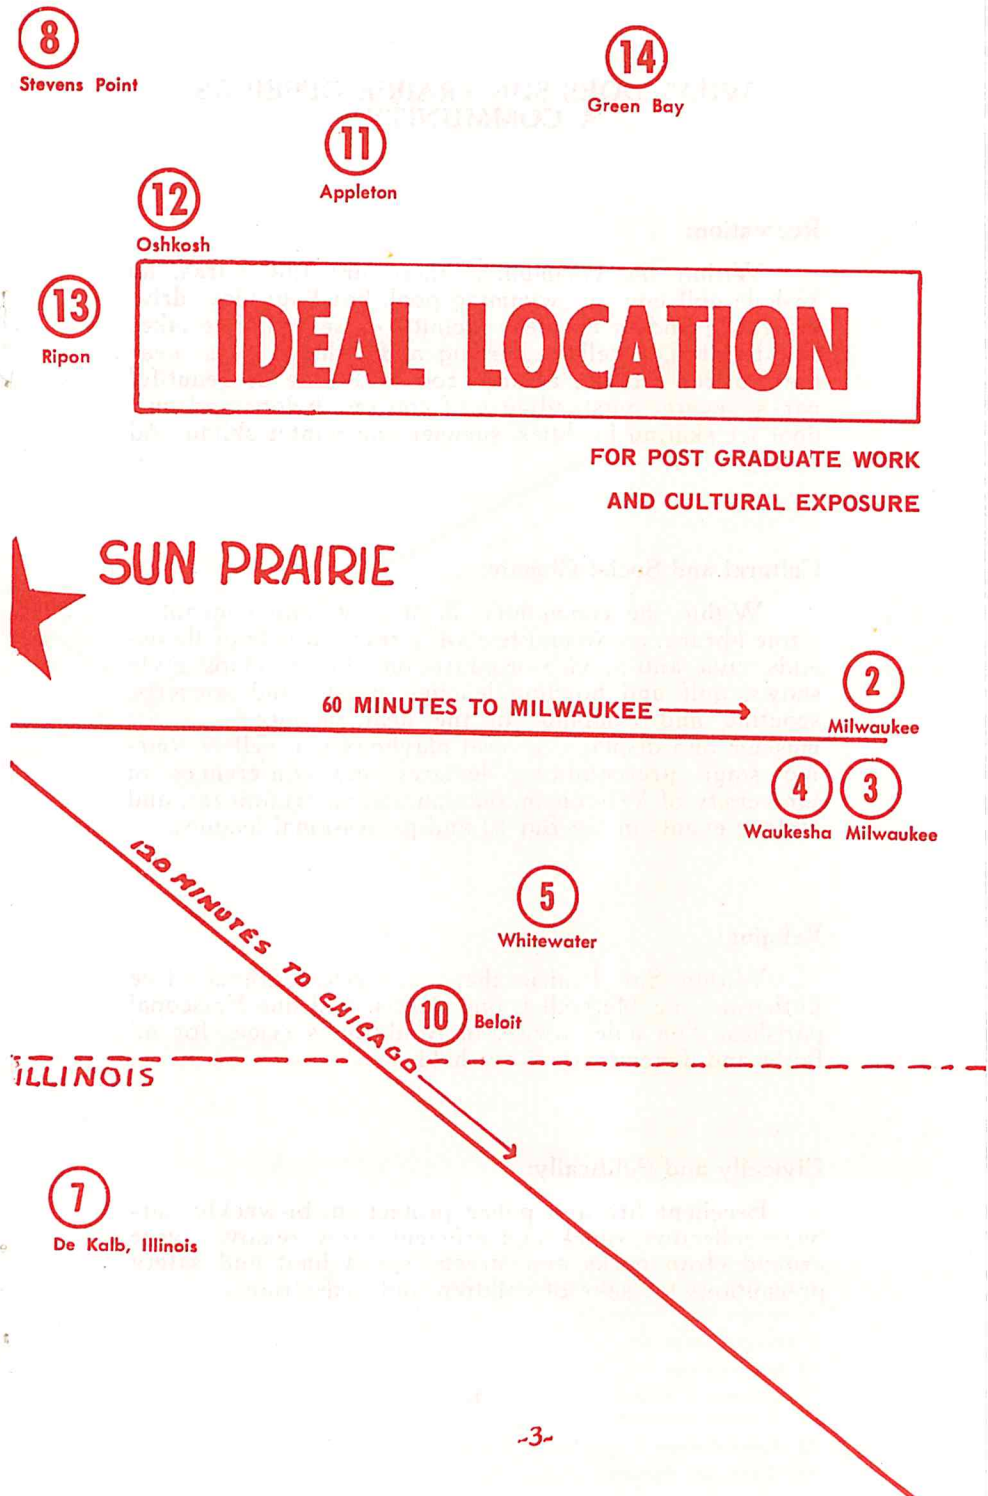 8
Stevens Point
14
Green Bay
11
Appleton
12
Oshkosh
13
Ripon
IDEAL LOCATION
FOR POST GRADUATE WORK
AND CULTURAL EXPOSURE
SUN PRAIRIE
60 MINUTES TO MILWAUKEE
2
Milwaukee
4 3
Waukesha Milwaukee
120 MINUTES TO CHICAGO
5
Whitewater
10 Beloit
ILLINOIS
7
De Kalb, Illinois
-3-